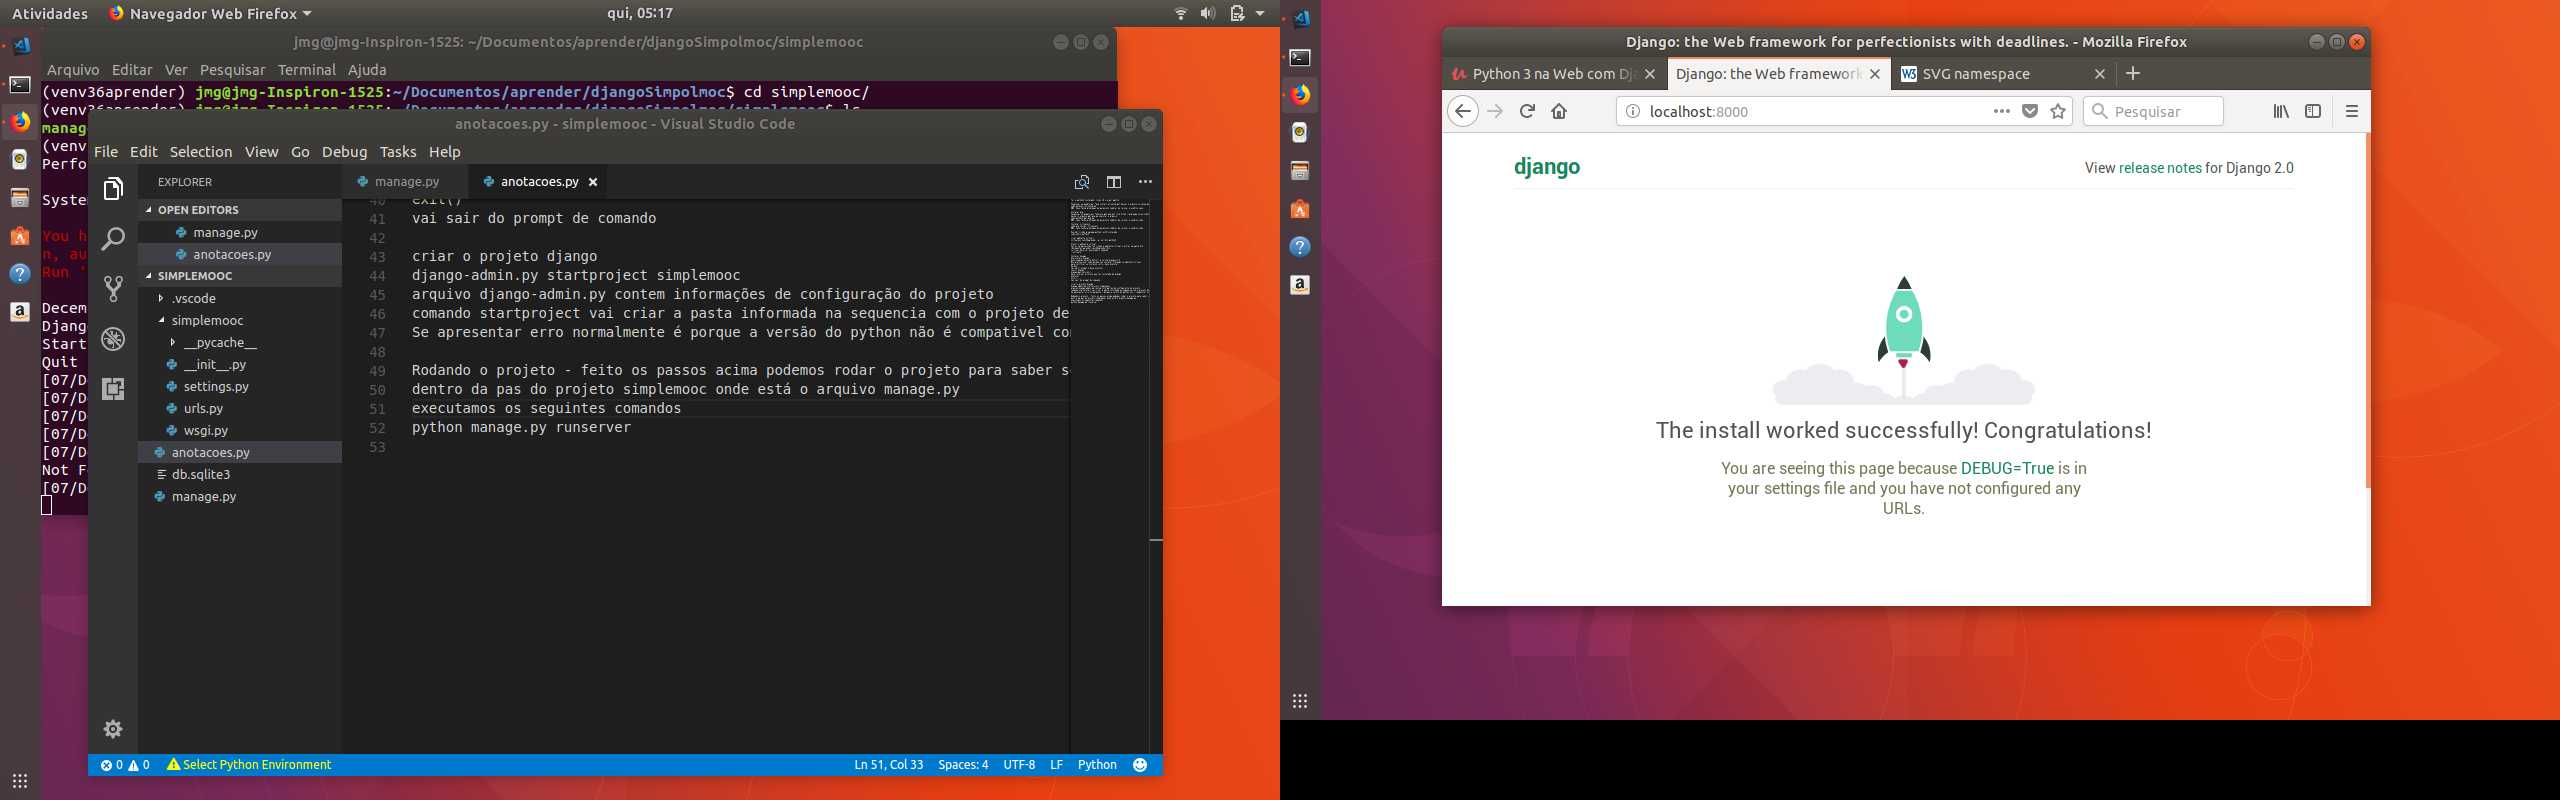 Atividades
Navegador Web Firefox
qui, 05:17
jmg@jmg-Inspiron-1525: ~/Documentos/aprender/djangoSimpolmoc/simplemooc
Arquivo Editar Ver Pesquisar Terminal Ajuda
(venv36aprender) jmg@jmg-Inspiron-1525:~/Documentos/aprender/djangoSimpolmoc$ cd simplemooc/
(venv36aprender) jmg@jmg-Inspiron-1525:~/Documentos/aprender/djangoSimpolmoc/simplemooc$ ls
manag
(venv
Perfo
System
You h
n, au
Run '
Decem
Djang
Start
Quit
[07/D
[07/D
[07/D
[07/D
[07/D
Not F
[07/D
anotacoes.py - simplemooc - Visual Studio Code
File Edit Selection View Go Debug Tasks Help
EXPLORER
OPEN EDITORS
manage.py
anotacoes.py
SIMPLEMOOC
.vscode
simplemooc
__pycache__
__init__.py
settings.py
urls.py
wsgi.py
anotacoes.py
db.sqlite3
manage.py
manage.py
anotacoes.py
40 exit()
41 vai sair do prompt de comando
42
43 criar o projeto django
44 django-admin.py startproject simplemooc
45 arquivo django-admin.py contem informações de configuração do projeto
46 comando startproject vai criar a pasta informada na sequencia com o projeto de
47 Se apresentar erro normalmente é porque a versão do python não é compativel co
48
49 Rodando o projeto - feito os passos acima podemos rodar o projeto para saber s
50 dentro da pas do projeto simplemooc onde está o arquivo manage.py
51 executamos os seguintes comandos
52 python manage.py runserver
53
0 0 Select Python Environment
Ln 51, Col 33 Spaces: 4 UTF-8 LF Python
Django: the Web framework for perfectionists with deadlines. - Mozilla Firefox
Python 3 na Web com Dj
Django: the Web framework
SVG namespace
localhost:8000
Pesquisar
django
View release notes for Django 2.0
The install worked successfully! Congratulations!
You are seeing this page because DEBUG=True is in
your settings file and you have not configured any
URLs.